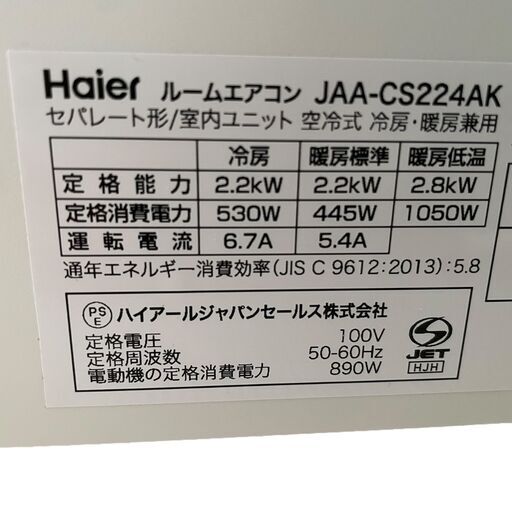 Haier ルームエアコン JAA-CS224AK
セパレート形/室内ユニット 空冷式 冷房・暖房兼用
冷房 暖房標準 暖房低温
定格能力 2.2kW 2.2kW 2.8kW
定格消費電力 530W 445W 1050W
運転電流 6.7A 5.4A
通年エネルギー消費効率(JIS C 9612:2013):5.8
PS E ハイアールジャパンセールス株式会社
定格電圧 100V
定格周波数 50-60Hz
電動機の定格消費電力 890W
S JET
HJH